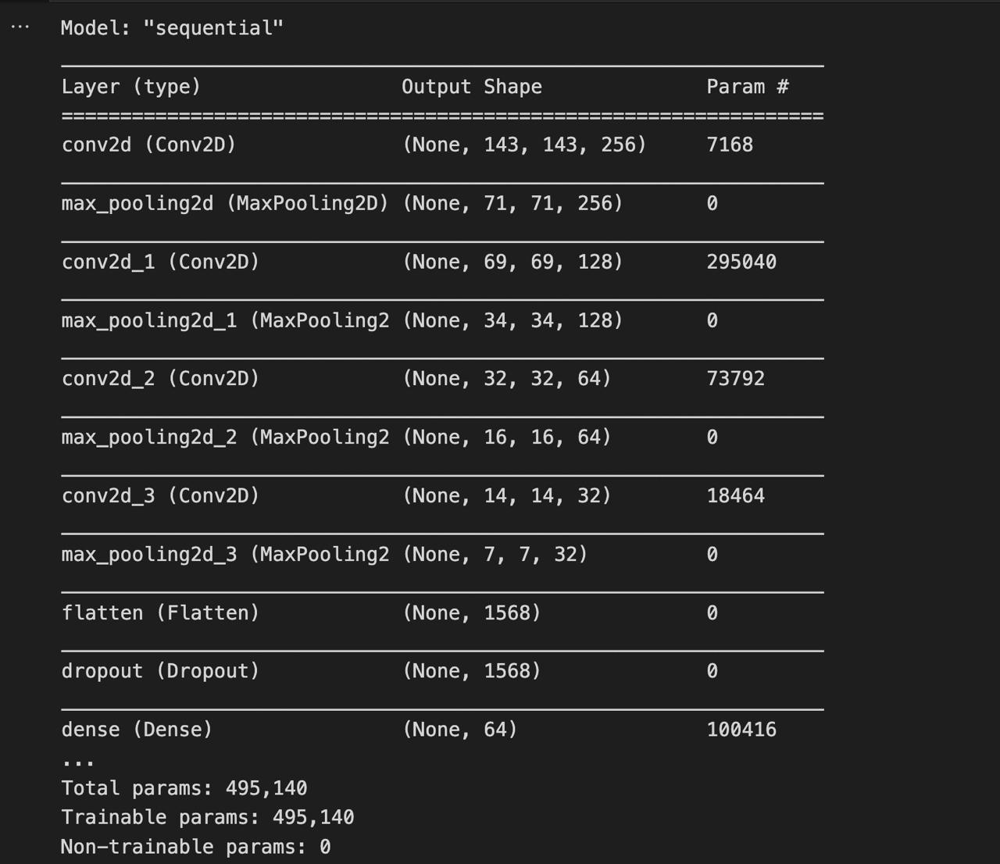 ...
Model: "sequential"
_________________________________________________________________
Layer (type)                 Output Shape              Param #
=================================================================
conv2d (Conv2D)              (None, 143, 143, 256)     7168
_________________________________________________________________
max_pooling2d (MaxPooling2D) (None, 71, 71, 256)       0
_________________________________________________________________
conv2d_1 (Conv2D)            (None, 69, 69, 128)       295040
_________________________________________________________________
max_pooling2d_1 (MaxPooling2 (None, 34, 34, 128)       0
_________________________________________________________________
conv2d_2 (Conv2D)            (None, 32, 32, 64)        73792
_________________________________________________________________
max_pooling2d_2 (MaxPooling2 (None, 16, 16, 64)        0
_________________________________________________________________
conv2d_3 (Conv2D)            (None, 14, 14, 32)        18464
_________________________________________________________________
max_pooling2d_3 (MaxPooling2 (None, 7, 7, 32)          0
_________________________________________________________________
flatten (Flatten)            (None, 1568)              0
_________________________________________________________________
dropout (Dropout)            (None, 1568)              0
_________________________________________________________________
dense (Dense)                (None, 64)                100416
...
Total params: 495,140
Trainable params: 495,140
Non-trainable params: 0